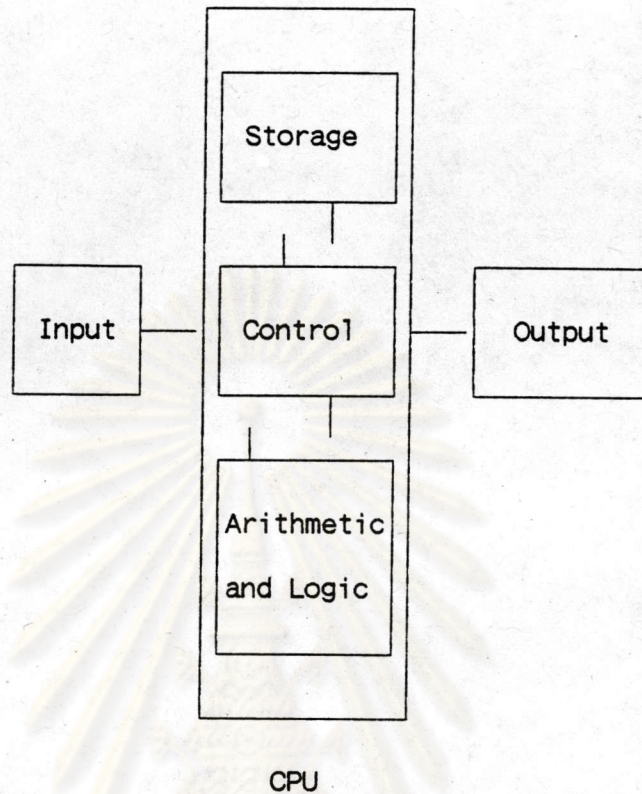 Storage
Input
Control
Output
Arithmetic
and Logic
CPU